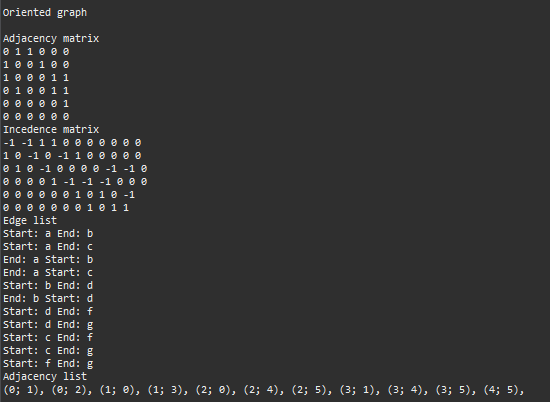 Oriented graph
Adjacency matrix
0 1 1 0 0 0
1 0 0 1 0 0
1 0 0 0 1 1
0 1 0 0 1 1
0 0 0 0 0 1
0 0 0 0 0 0
Incedence matrix
-1 -1 1 1 0 0 0 0 0 0 0
1 0 -1 0 -1 1 0 0 0 0 0
0 1 0 -1 0 0 0 0 -1 -1 0
0 0 0 0 1 -1 -1 -1 0 0 0
0 0 0 0 0 0 1 0 1 0 -1
0 0 0 0 0 0 0 1 0 1 1
Edge list
Start: a End: b
Start: a End: c
End: a Start: b
End: a Start: c
Start: b End: d
End: b Start: d
Start: d End: f
Start: d End: g
Start: c End: f
Start: c End: g
Start: f End: g
Adjacency list
(0; 1), (0; 2), (1; 0), (1; 3), (2; 0), (2; 4), (2; 5), (3; 1), (3; 4), (3; 5), (4; 5),